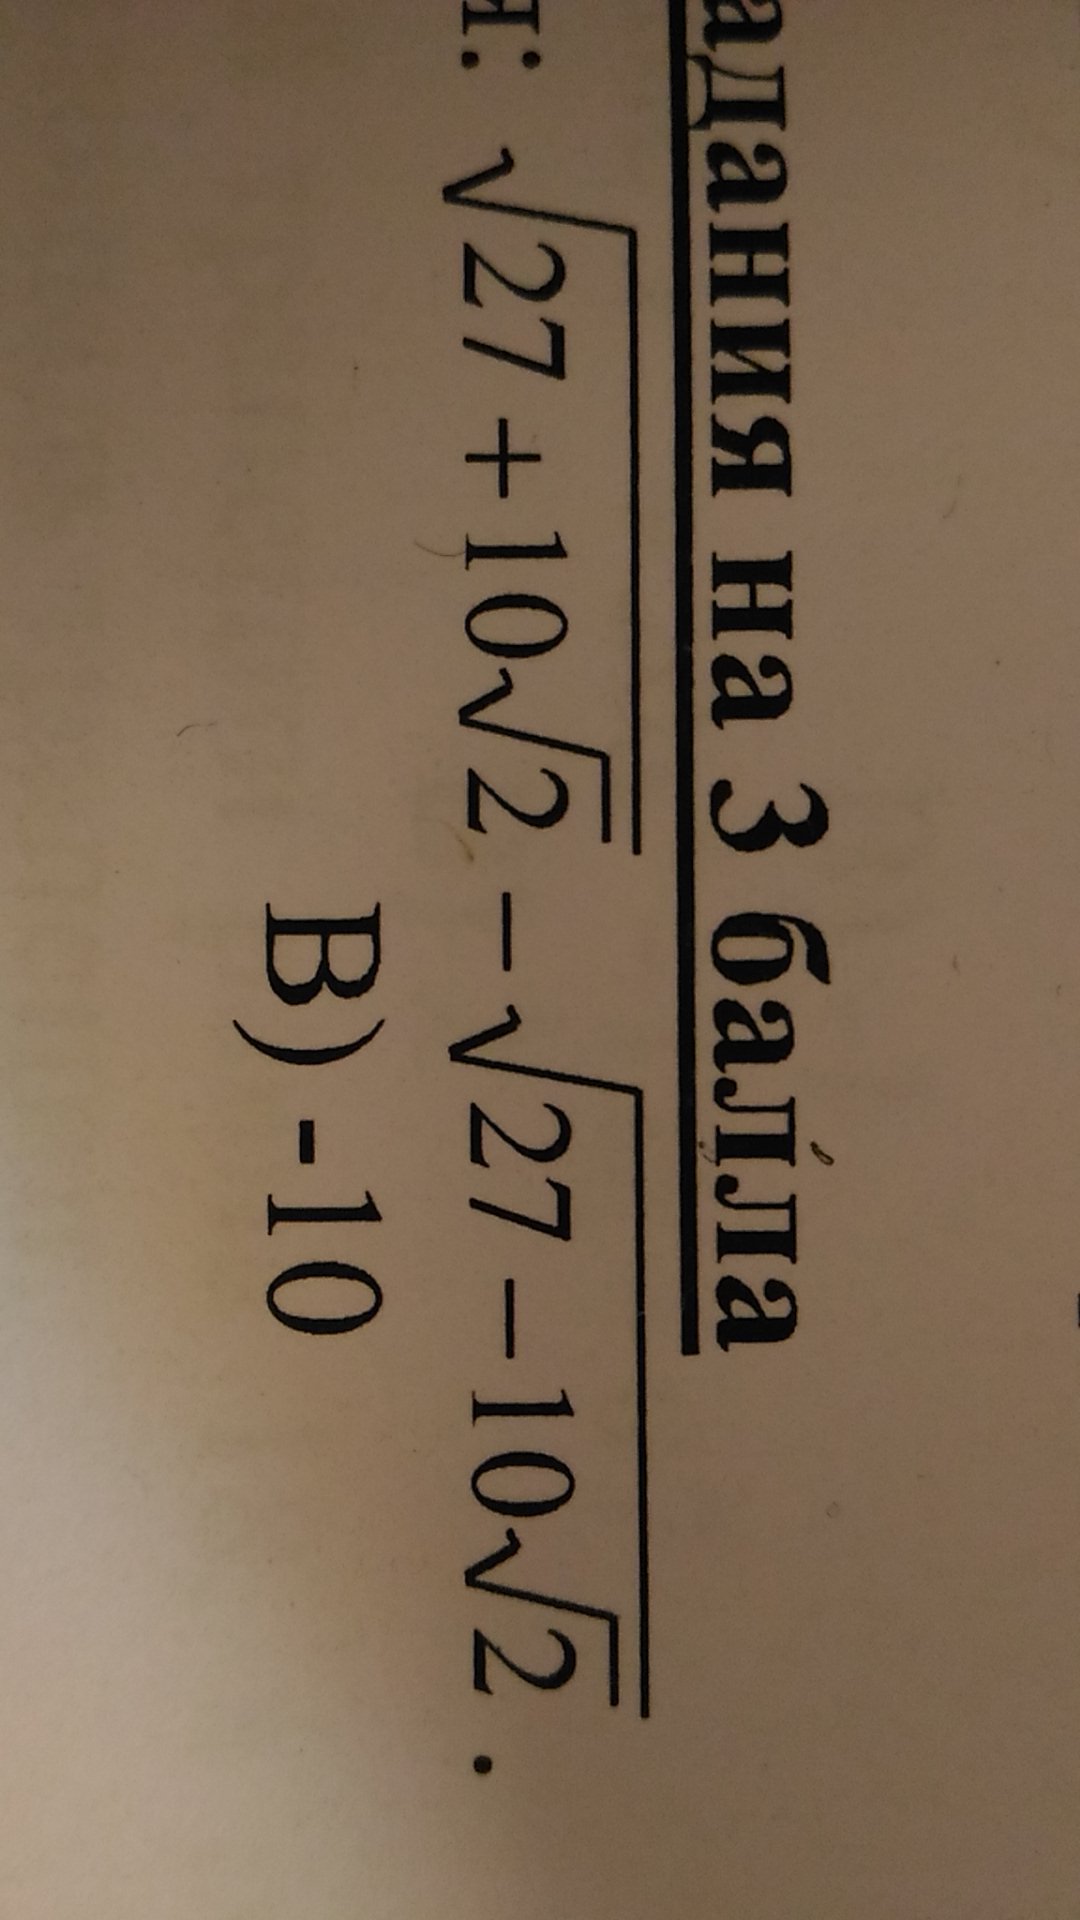 адания на 3 балла
: √(27 + 10√2) − √(27 − 10√2) .
В) -10